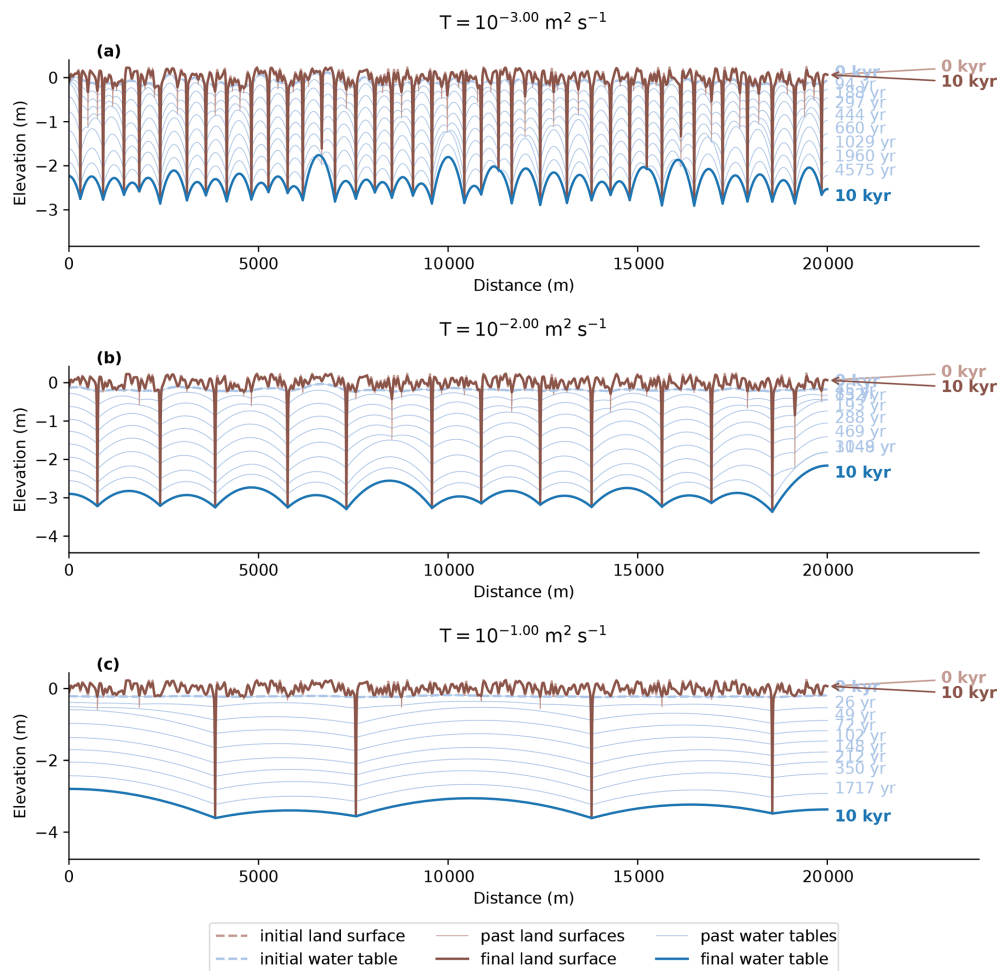 T = 10^−3.00 m² s⁻¹
(a)
0 kyr
10 kyr
297 yr
444 yr
660 yr
1029 yr
1960 yr
4575 yr
10 kyr
Elevation (m)
0
−1
−2
−3
0 5000 10000 15000 20000
Distance (m)
T = 10^−2.00 m² s⁻¹
(b)
0 kyr
10 kyr
193 yr
288 yr
469 yr
10 kyr
Elevation (m)
0
−1
−2
−3
−4
0 5000 10000 15000 20000
Distance (m)
T = 10^−1.00 m² s⁻¹
(c)
0 kyr
10 kyr
26 yr
49 yr
72 yr
102 yr
148 yr
212 yr
350 yr
1717 yr
10 kyr
Elevation (m)
0
−2
−4
0 5000 10000 15000 20000
Distance (m)
initial land surface past land surfaces past water tables
initial water table final land surface final water table